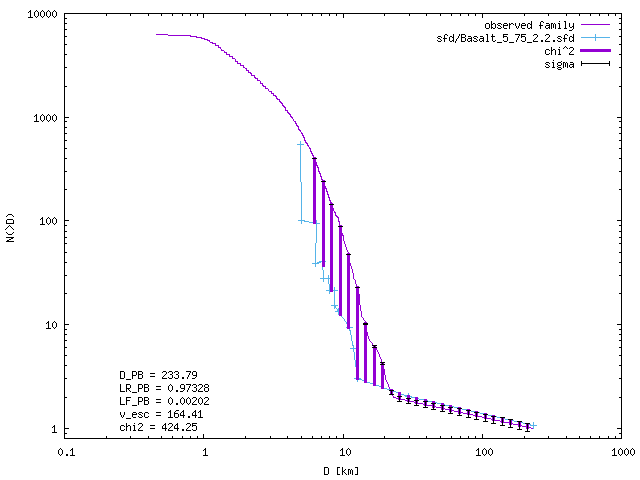 10000
1000
100
10
1
N(>D)
observed family
sfd/Basalt_5_75_2.2.sfd
chi^2
sigma
D_PB = 233.79
LR_PB = 0.97328
LF_PB = 0.00202
v_esc = 164.41
chi2 = 424.25
0.1 1 10 100 1000
D [km]